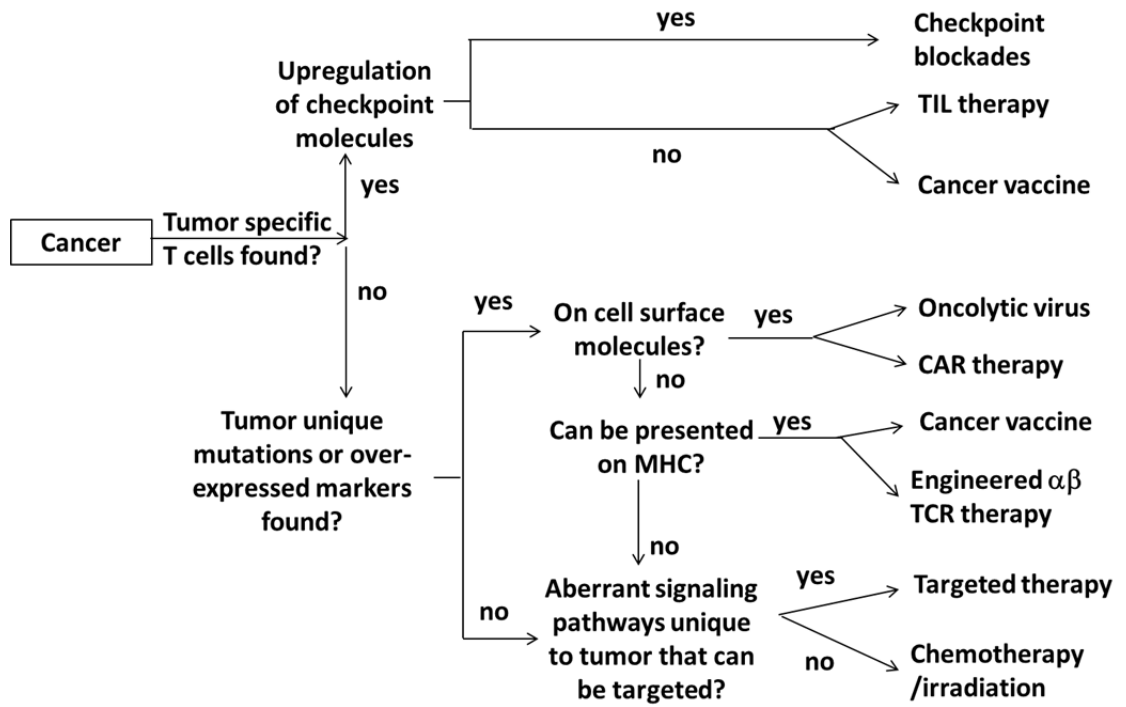 yes
Checkpoint
blockades
Upregulation
of checkpoint
molecules
TIL therapy
no
Cancer vaccine
yes
Cancer
Tumor specific
T cells found?
no
yes
On cell surface
molecules?
yes
Oncolytic virus
CAR therapy
no
Tumor unique
mutations or over-
expressed markers
found?
Can be presented
on MHC?
yes
Cancer vaccine
Engineered αβ
TCR therapy
no
no
Aberrant signaling
pathways unique
to tumor that can
be targeted?
yes
Targeted therapy
no
Chemotherapy
/irradiation